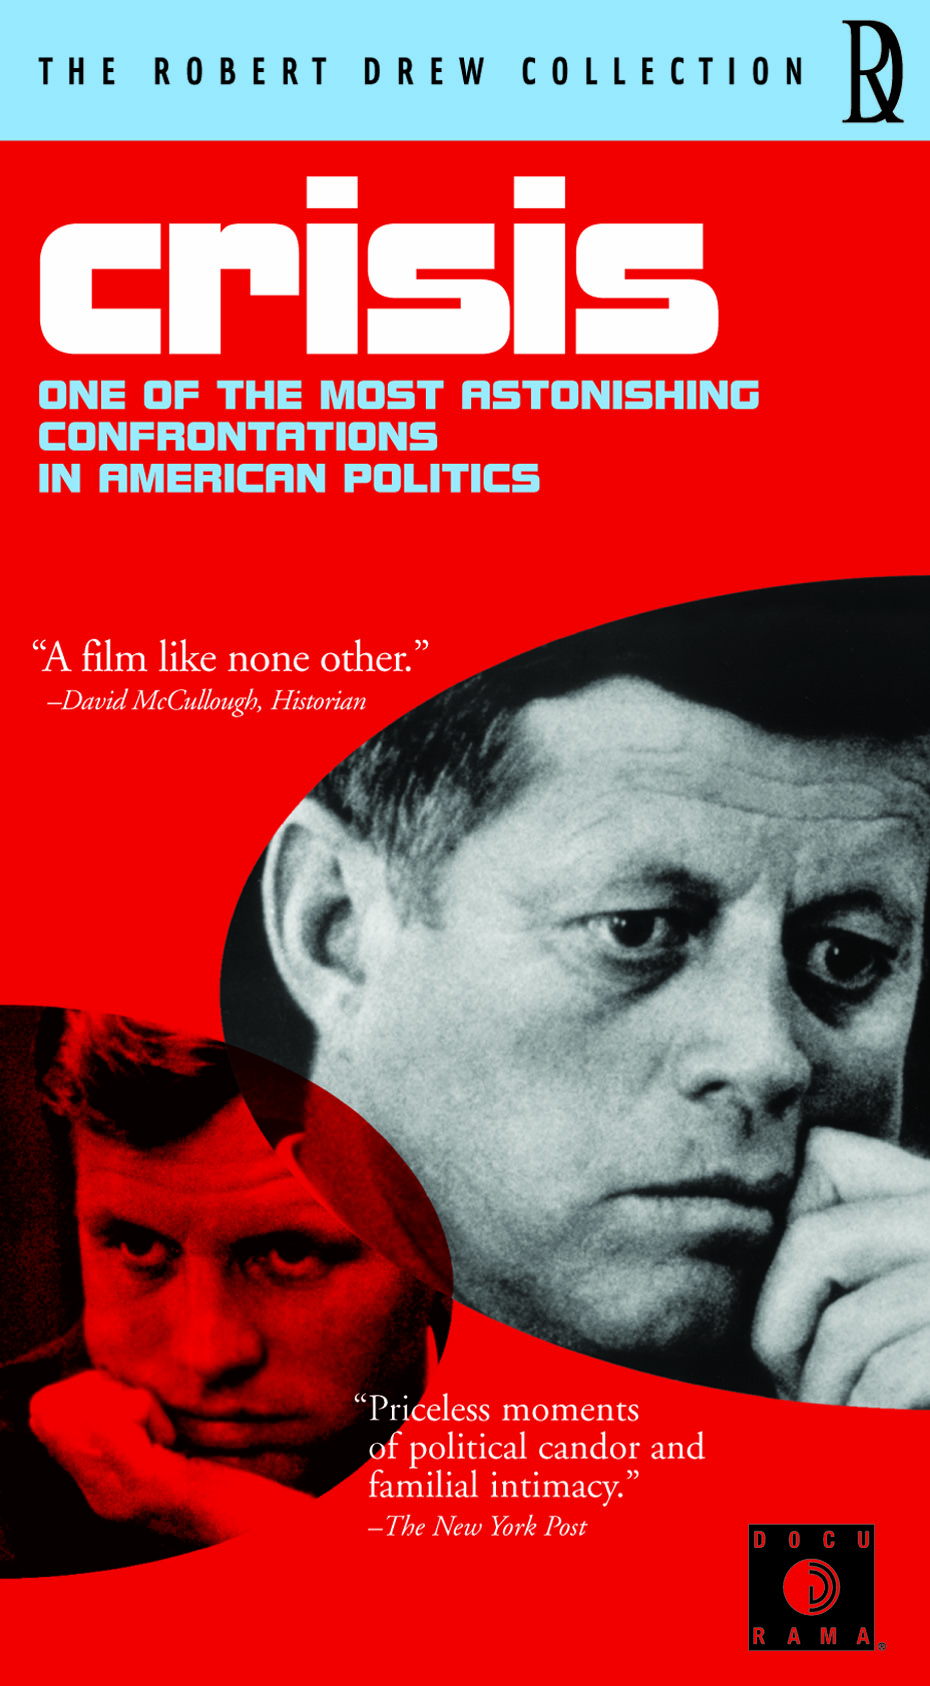 THE ROBERT DREW COLLECTION
DR
crisis
ONE OF THE MOST ASTONISHING
CONFRONTATIONS
IN AMERICAN POLITICS
“A film like none other.”
–David McCullough, Historian
“Priceless moments
of political candor and
familial intimacy.”
–The New York Post
DOCU
RAMA®